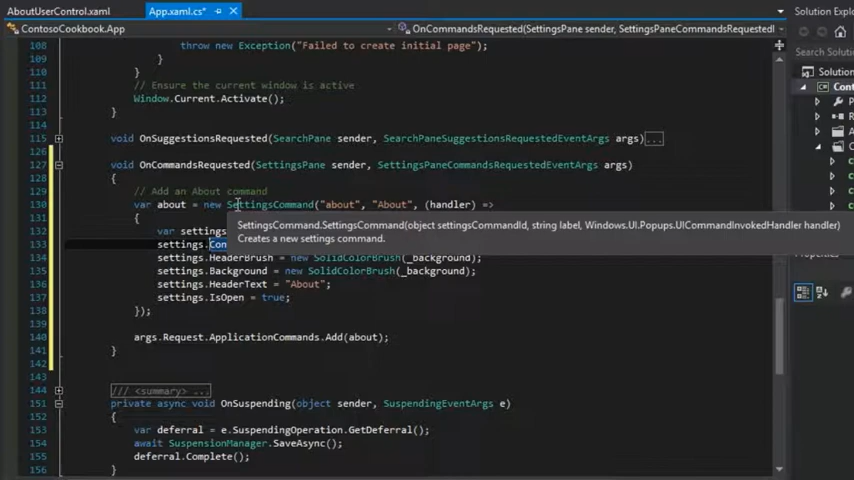 AboutUserControl.xaml App.xaml.cs*
Solution Explo
ContosoCookbook.App OnCommandsRequested(SettingsPane sender, SettingsPaneCommandsRequestedE
Search Solutio
108 throw new Exception("Failed to create initial page");
109 }
110 }
111 // Ensure the current window is active
112 Window.Current.Activate();
113 }
114
115 void OnSuggestionsRequested(SearchPane sender, SearchPaneSuggestionsRequestedEventArgs args)...
126
127 void OnCommandsRequested(SettingsPane sender, SettingsPaneCommandsRequestedEventArgs args)
128 {
129 // Add an About command
130 var about = new SettingsCommand("about", "About", (handler) =>
131 {
SettingsCommand.SettingsCommand(object settingsCommandId, string label, Windows.UI.Popups.UICommandInvokedHandler handler)
Creates a new settings command.
132 var settings
133 settings.Con
134 settings.HeaderBrush = new SolidColorBrush(_background);
135 settings.Background = new SolidColorBrush(_background);
136 settings.HeaderText = "About";
137 settings.IsOpen = true;
138 });
139
140 args.Request.ApplicationCommands.Add(about);
141 }
142
143
144 /// <summary> ...
151 private async void OnSuspending(object sender, SuspendingEventArgs e)
152 {
153 var deferral = e.SuspendingOperation.GetDeferral();
154 await SuspensionManager.SaveAsync();
155 deferral.Complete();
156 }
Solution
Cont
P
R
A
C
Properties